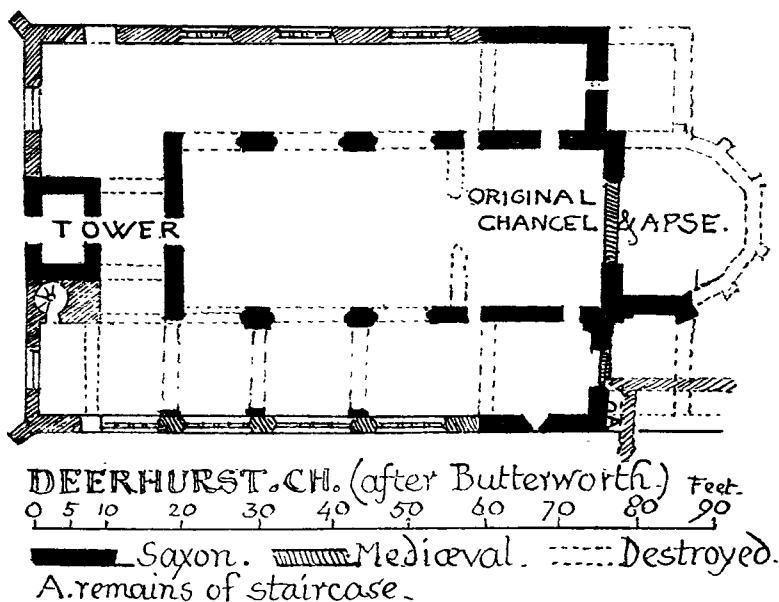 TOWER
ORIGINAL
CHANCEL & APSE.
A
DEERHURST. CH. (after Butterworth.) Feet.
0 5 10 20 30 40 50 60 70 80 90
Saxon. Mediæval. Destroyed.
A. remains of staircase.